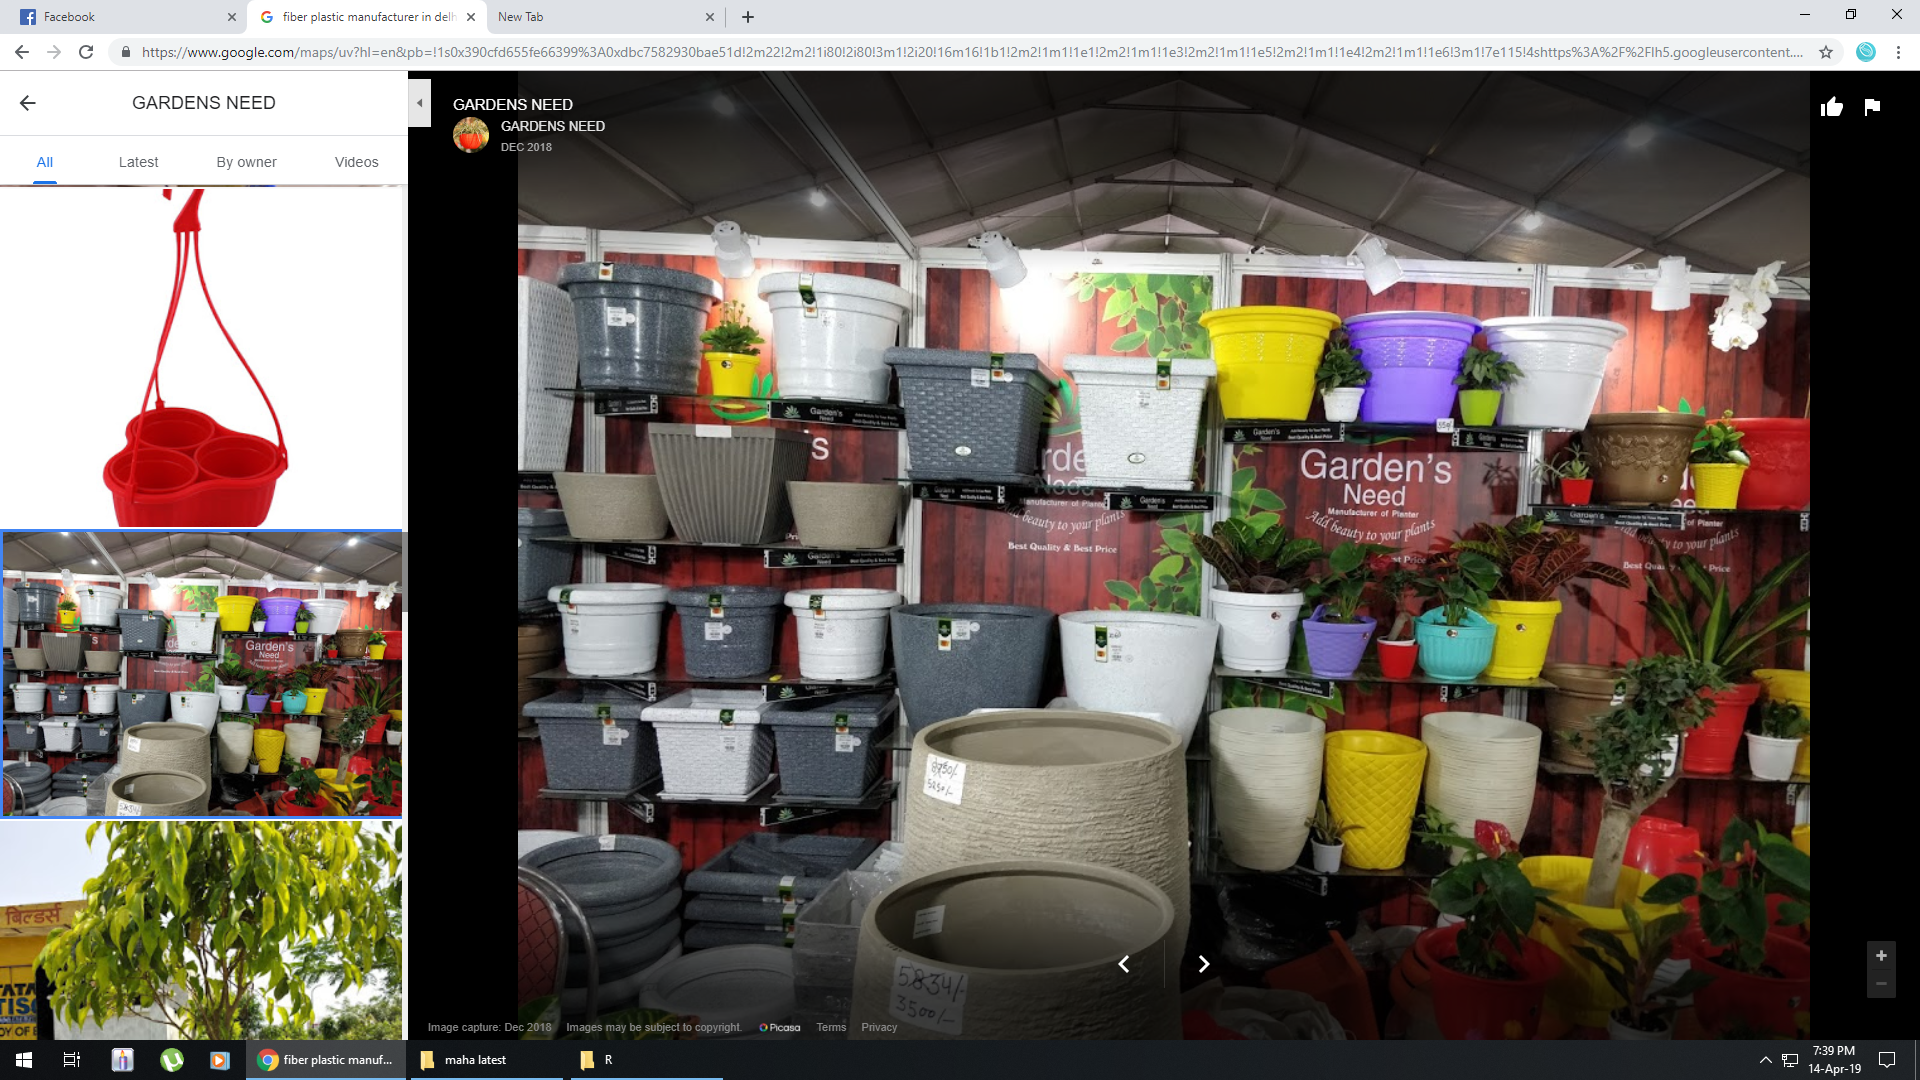 Facebook
fiber plastic manufacturer in delh
New Tab
https://www.google.com/maps/uv?hl=en&pb=!1s0x390cfd655fe66399%3A0xdbc7582930bae51d!2m22!2m2!1i80!2i80!3m1!2i20!16m16!1b1!2m2!1m1!1e1!2m2!1m1!1e3!2m2!1m1!1e5!2m2!1m1!1e4!2m2!1m1!1e6!3m1!7e115!4shttps%3A%2F%2Flh5.googleusercontent....
GARDENS NEED
All
Latest
By owner
Videos
GARDENS NEED
GARDENS NEED
DEC 2018
Garden's
Need
Manufacturer of Planter
Add beauty to your plants
Best Quality & Best Price
8750/-
5250/-
5834/-
3500/-
Garden's
Need
बिल्डर्स
Image capture: Dec 2018
Images may be subject to copyright.
Picasa
Terms
Privacy
fiber plastic manuf...
maha latest
R
7:39 PM
14-Apr-19